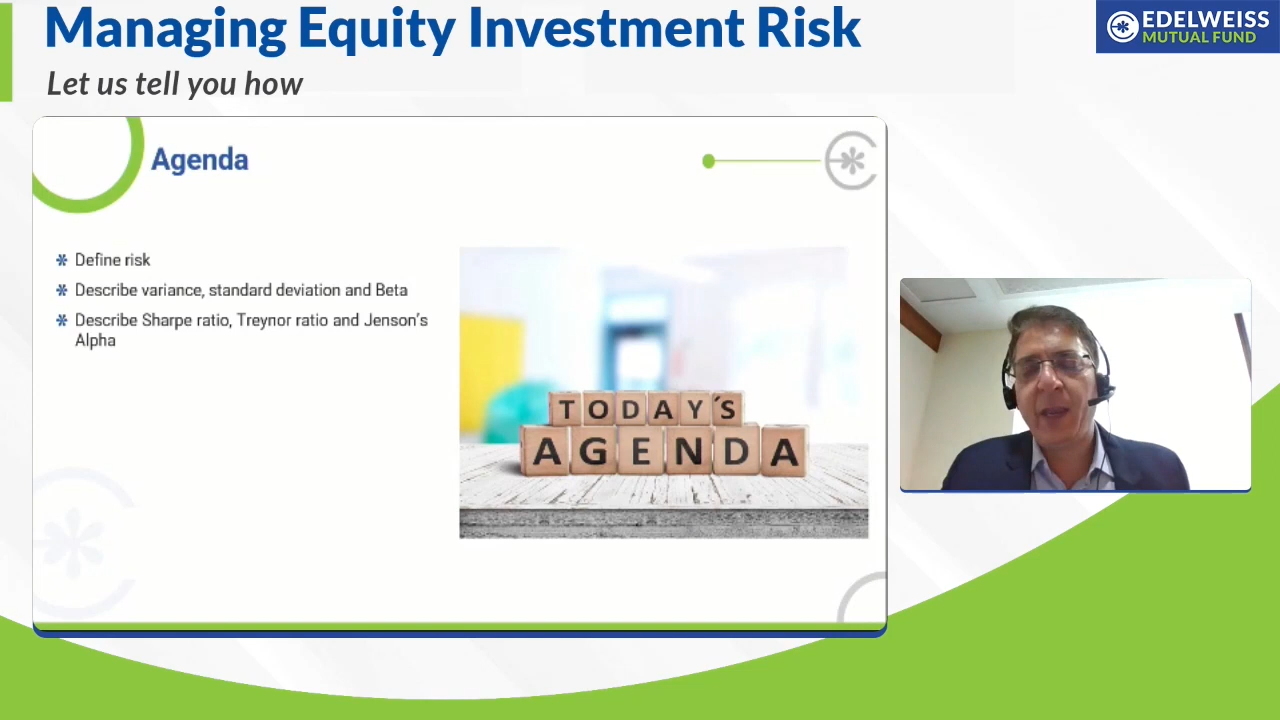 Managing Equity Investment Risk
Let us tell you how
EDELWEISS
MUTUAL FUND
Agenda
Define risk
Describe variance, standard deviation and Beta
Describe Sharpe ratio, Treynor ratio and Jenson's
Alpha
TODAY'S
AGENDA